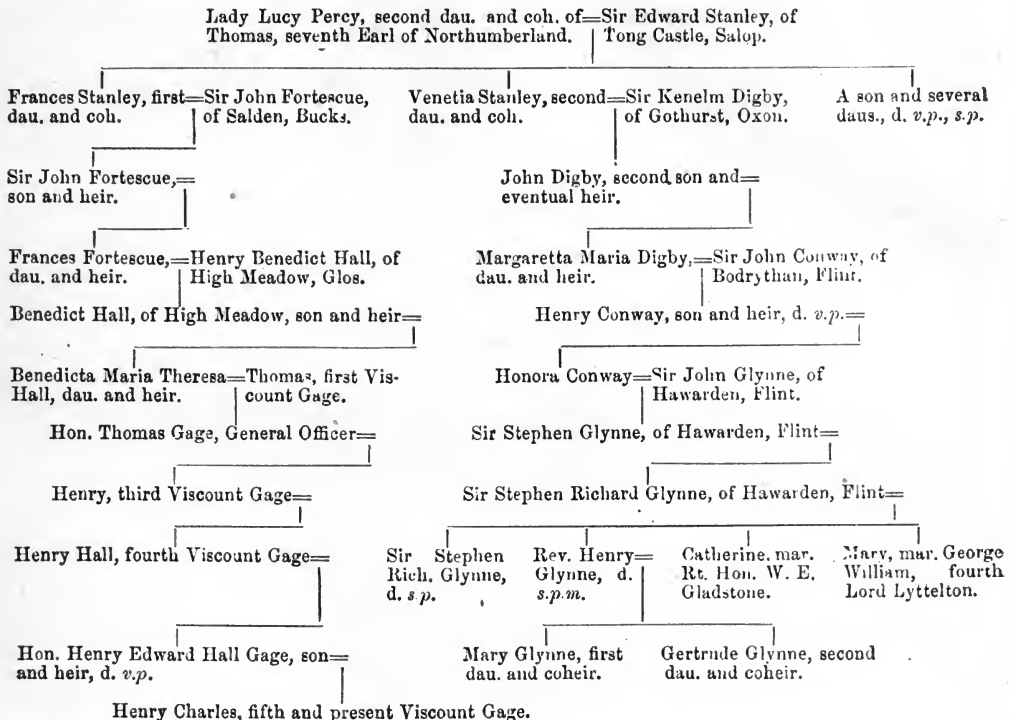 Lady Lucy Percy, second dau. and coh. of=Sir Edward Stanley, of
Thomas, seventh Earl of Northumberland. Tong Castle, Salop.
Frances Stanley, first=Sir John Fortescue,
dau. and coh. of Salden, Bucks.
Venetia Stanley, second=Sir Kenelm Digby,
dau. and coh. of Gothurst, Oxon.
A son and several
daus., d. v.p., s.p.
Sir John Fortescue,=
son and heir.
John Digby, second son and=
eventual heir.
Frances Fortescue,=Henry Benedict Hall, of
dau. and heir. High Meadow, Glos.
Margaretta Maria Digby,=Sir John Conway, of
dau. and heir. Bodrythan, Flint.
Benedict Hall, of High Meadow, son and heir=
Henry Conway, son and heir, d. v.p.=
Benedicta Maria Theresa=Thomas, first Vis-
Hall, dau. and heir. count Gage.
Honora Conway=Sir John Glynne, of
Hawarden, Flint.
Hon. Thomas Gage, General Officer=
Sir Stephen Glynne, of Hawarden, Flint=
Henry, third Viscount Gage=
Sir Stephen Richard Glynne, of Hawarden, Flint=
Henry Hall, fourth Viscount Gage=
Sir Stephen
Rich. Glynne,
d. s.p.
Rev. Henry=
Glynne, d.
s.p.m.
Catherine. mar.
Rt. Hon. W. E.
Gladstone.
Mary, mar. George
William, fourth
Lord Lyttelton.
Hon. Henry Edward Hall Gage, son=
and heir, d. v.p.
Mary Glynne, first
dau. and coheir.
Gertrude Glynne, second
dau. and coheir.
Henry Charles, fifth and present Viscount Gage.